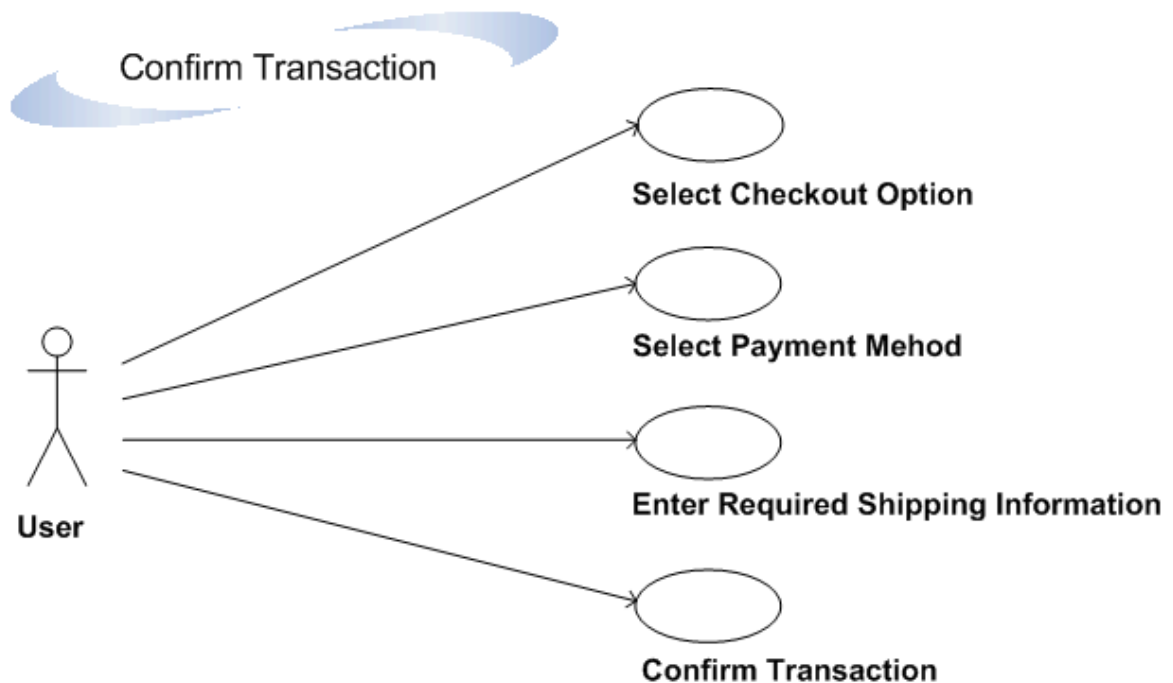 Confirm Transaction
Select Checkout Option
Select Payment Mehod
Enter Required Shipping Information
User
Confirm Transaction